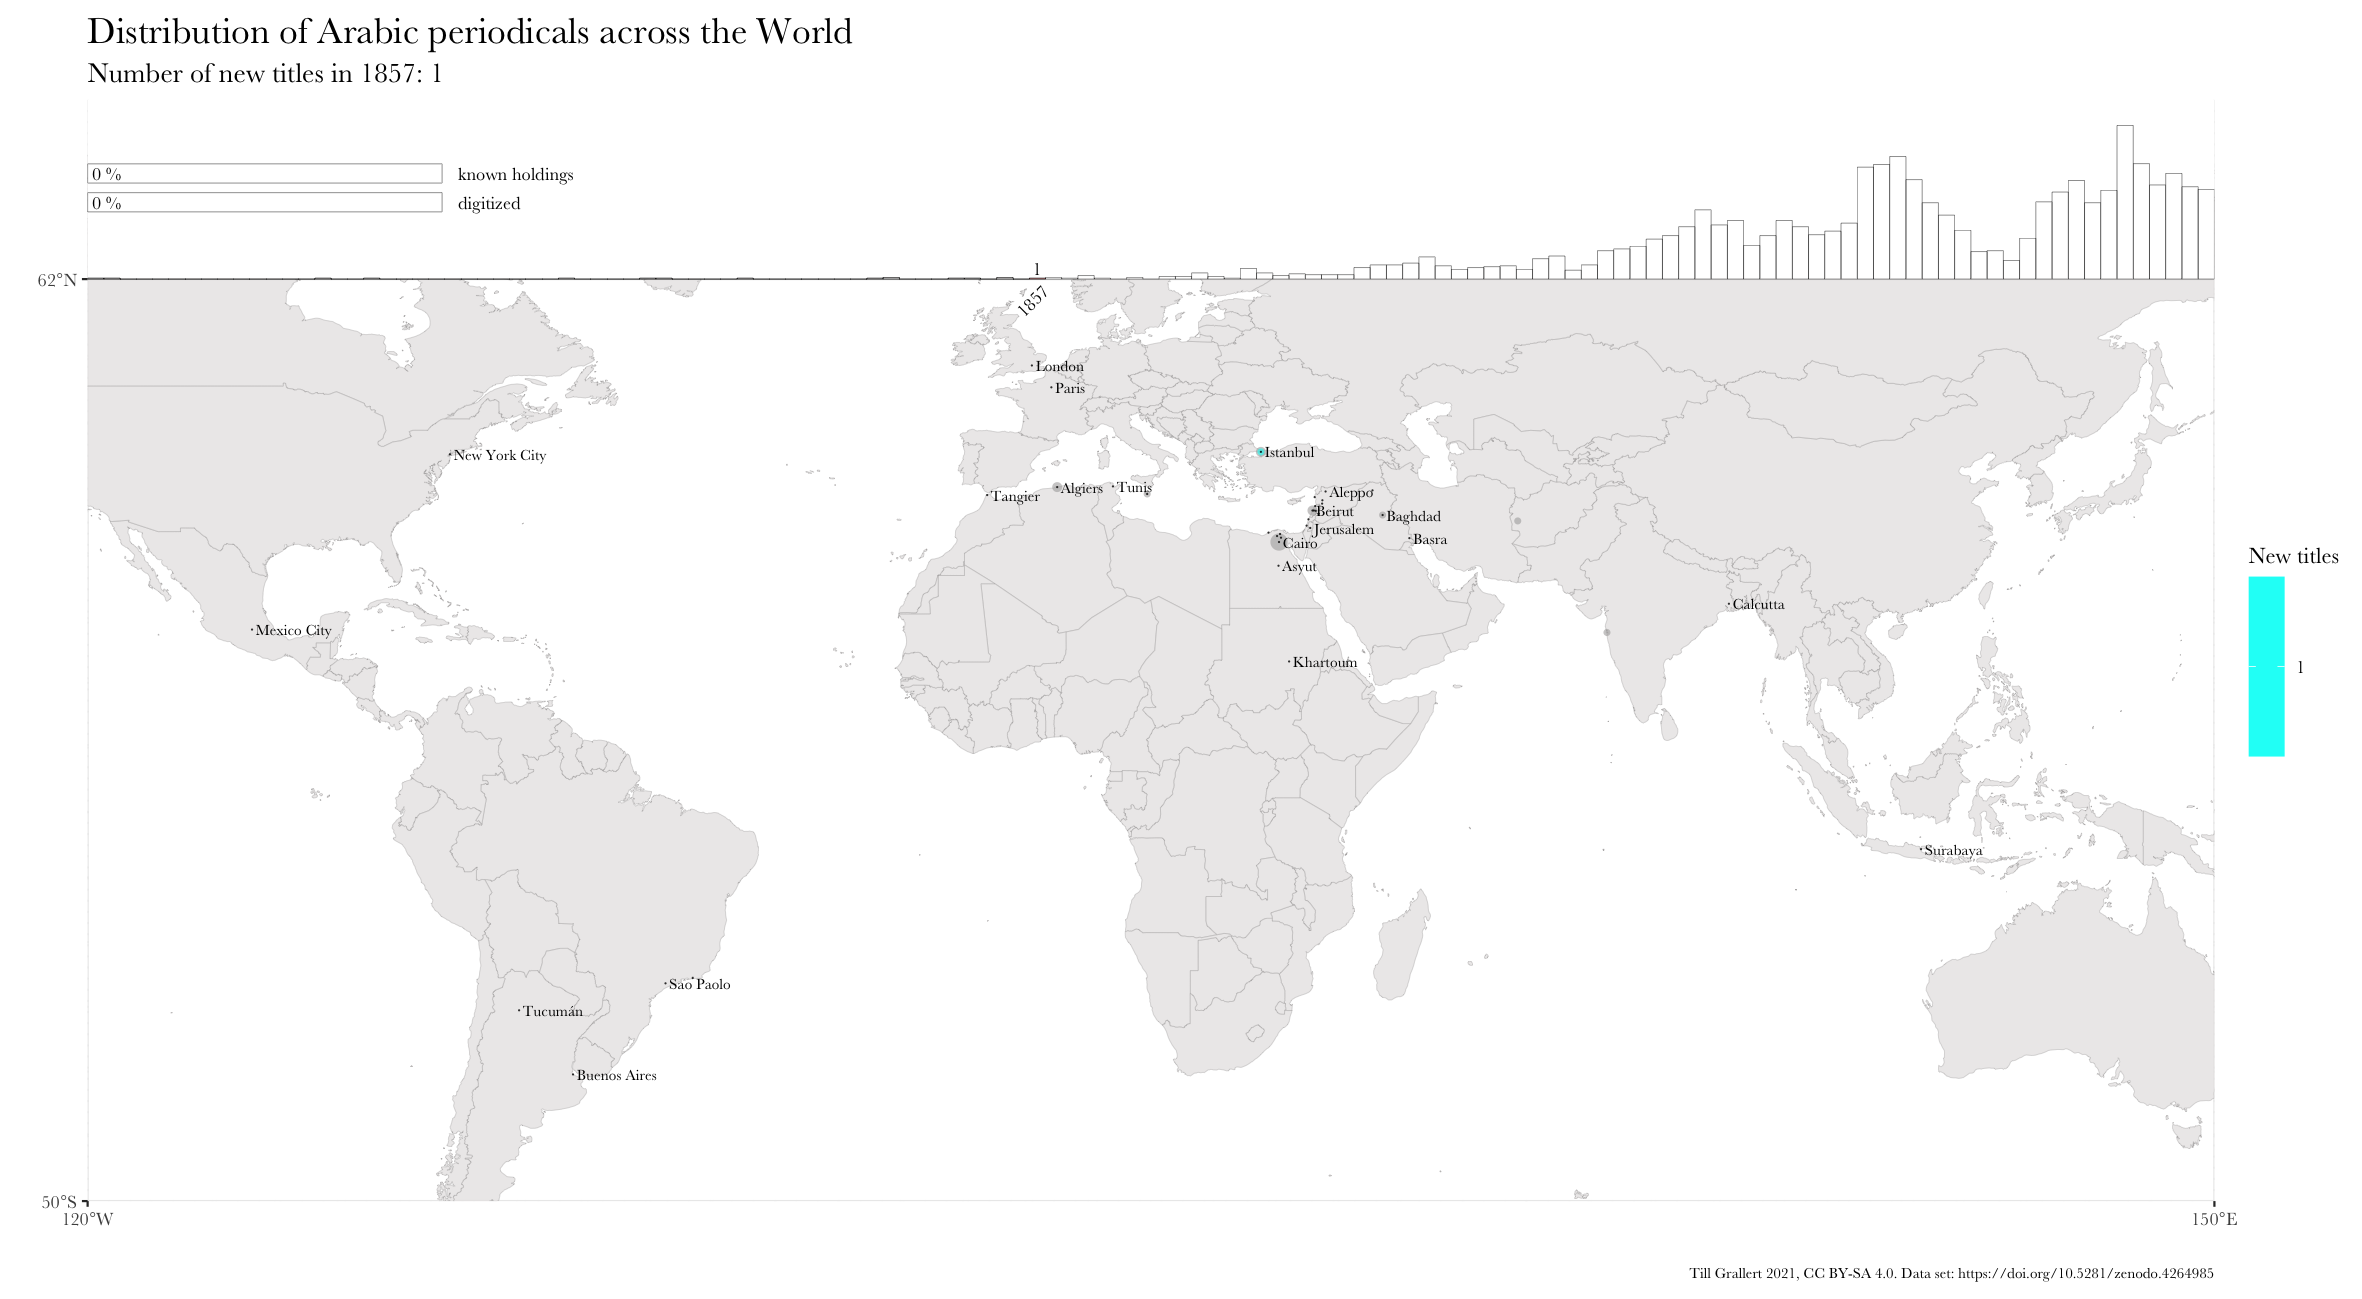 Distribution of Arabic periodicals across the World
Number of new titles in 1857: 1
0 % known holdings
0 % digitized
1
62°N
1857
London
Paris
Istanbul
New York City
Tangier
Algiers
Tunis
Aleppo
Beirut
Baghdad
Jerusalem
Basra
Cairo
Asyut
New titles
Calcutta
Mexico City
Khartoum
1
Surabaya
Sao Paolo
Tucumán
Buenos Aires
50°S
120°W
150°E
Till Grallert 2021, CC BY-SA 4.0. Data set: https://doi.org/10.5281/zenodo.4264985